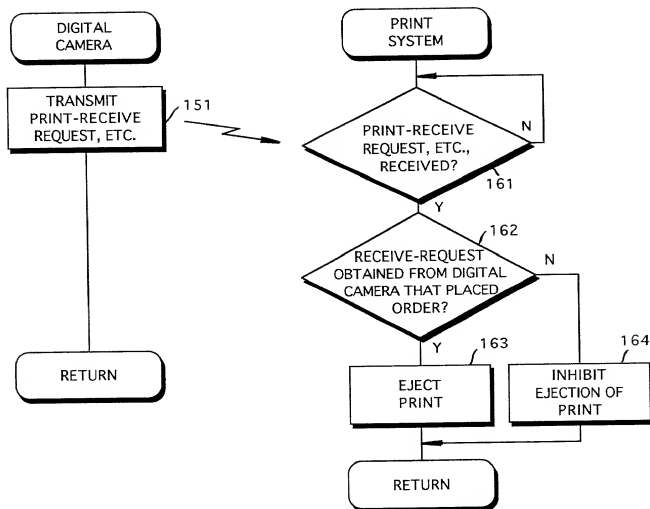 DIGITAL
CAMERA
TRANSMIT
PRINT-RECEIVE
REQUEST, ETC.
151
RETURN
PRINT
SYSTEM
PRINT-RECEIVE
REQUEST, ETC.,
RECEIVED?
N
161
Y
162
RECEIVE-REQUEST
OBTAINED FROM DIGITAL
CAMERA THAT PLACED
ORDER?
N
Y
163
164
EJECT
PRINT
INHIBIT
EJECTION OF
PRINT
RETURN